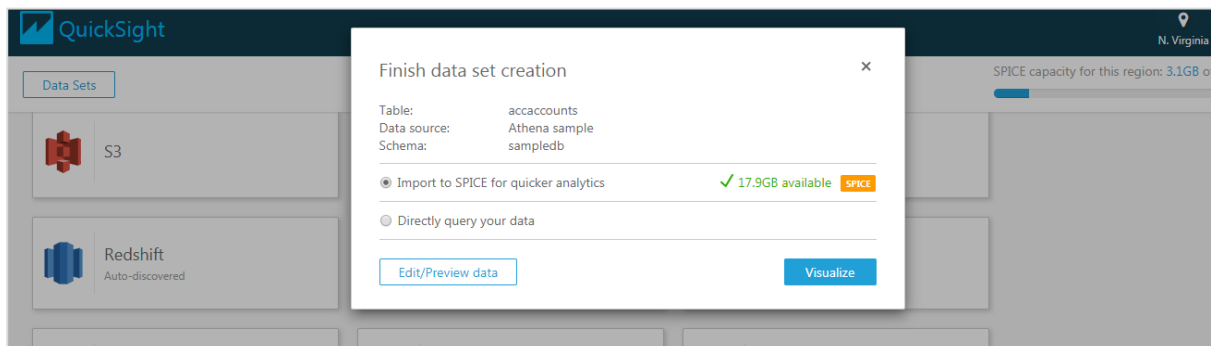 QuickSight
N. Virginia
Data Sets
SPICE capacity for this region: 3.1GB
Finish data set creation
Table: accaccounts
Data source: Athena sample
Schema: sampledb
Import to SPICE for quicker analytics 17.9GB available SPICE
Directly query your data
Edit/Preview data Visualize
S3
Redshift
Auto-discovered